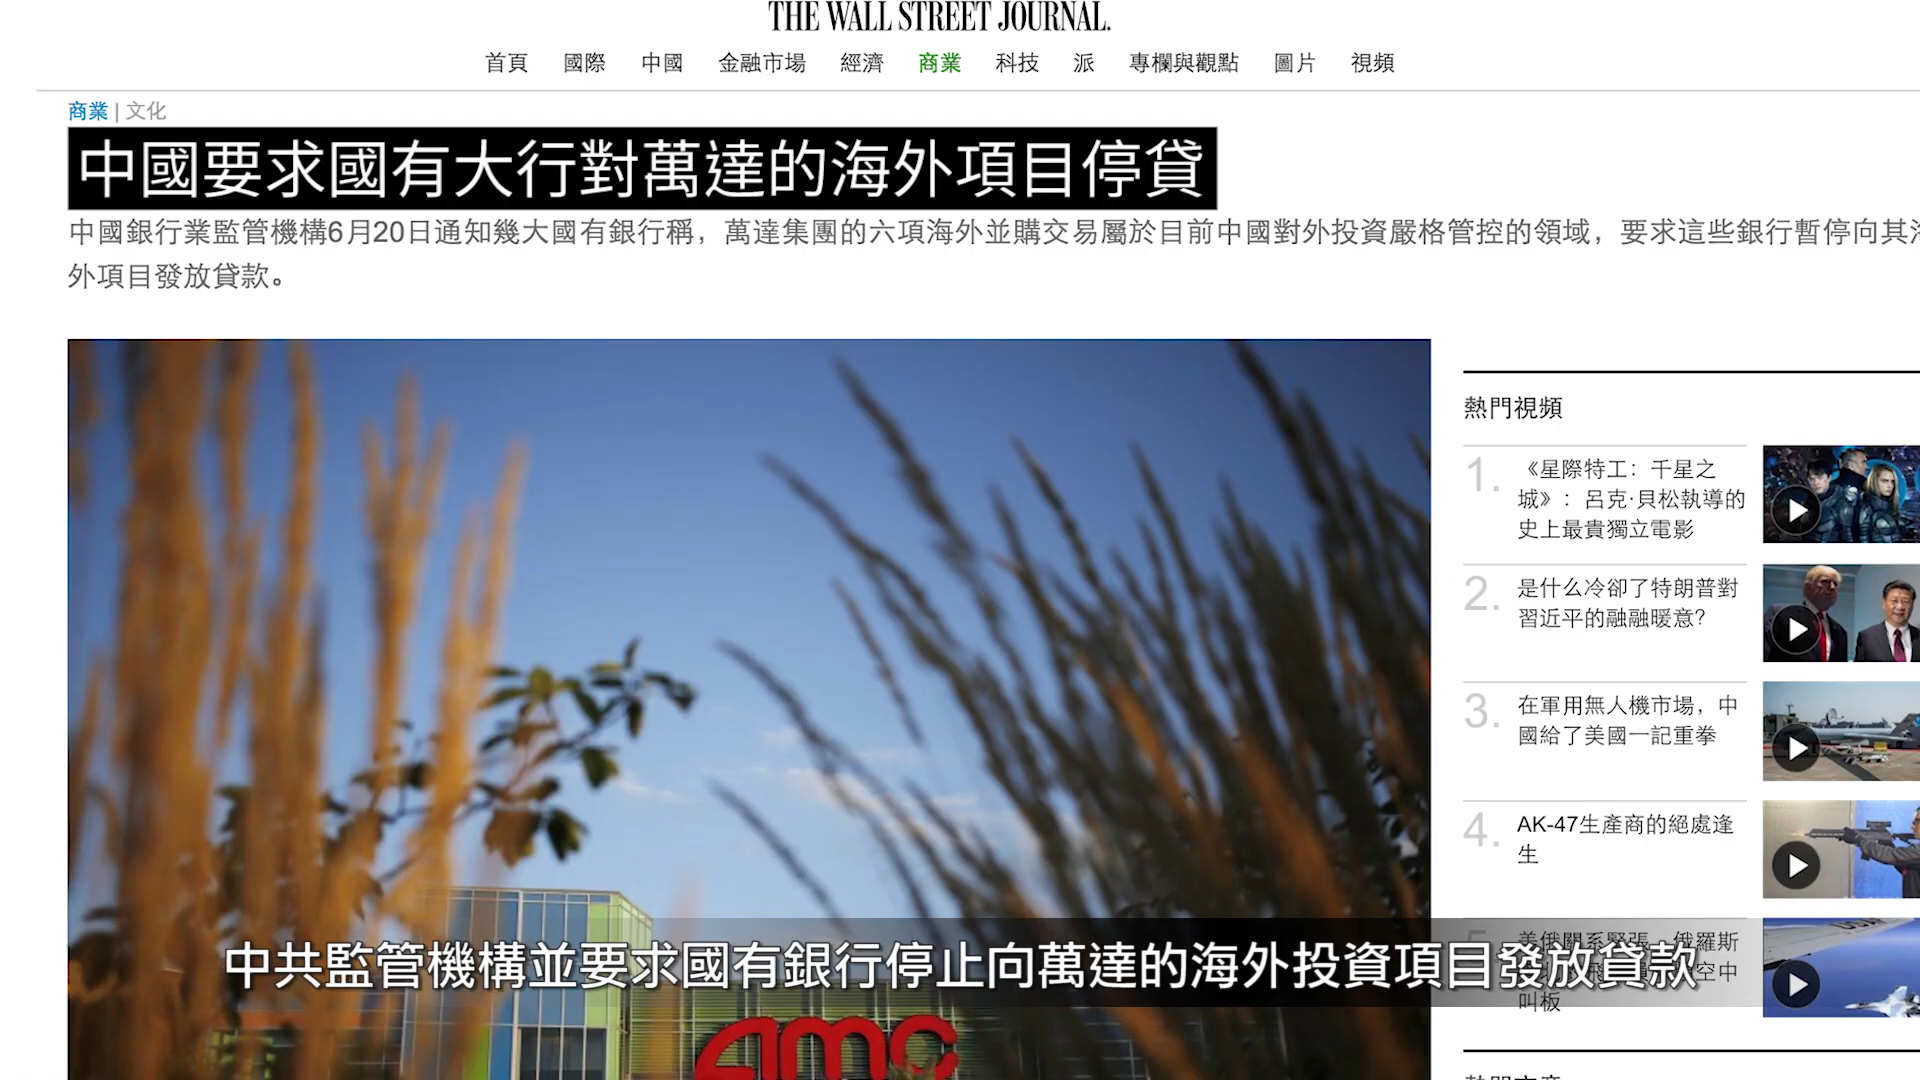 THE WALL STREET JOURNAL.
首頁 國際 中國 金融市場 經濟 商業 科技 派 專欄與觀點 圖片 視頻
商業 | 文化
中國要求國有大行對萬達的海外項目停貸
中國銀行業監管機構6月20日通知幾大國有銀行稱，萬達集團的六項海外並購交易屬於目前中國對外投資嚴格管控的領域，要求這些銀行暫停向其
外項目發放貸款。
熱門視頻
1. 《星際特工：千星之
城》：呂克·貝松執導的
史上最貴獨立電影
2. 是什么冷卻了特朗普對
習近平的融融暖意？
3. 在軍用無人機市場，中
國給了美國一記重拳
4. AK-47生產商的絕處逢
生
美俄關系緊張，俄羅斯
空中
叫板
中共監管機構並要求國有銀行停止向萬達的海外投資項目發放貸款
amc